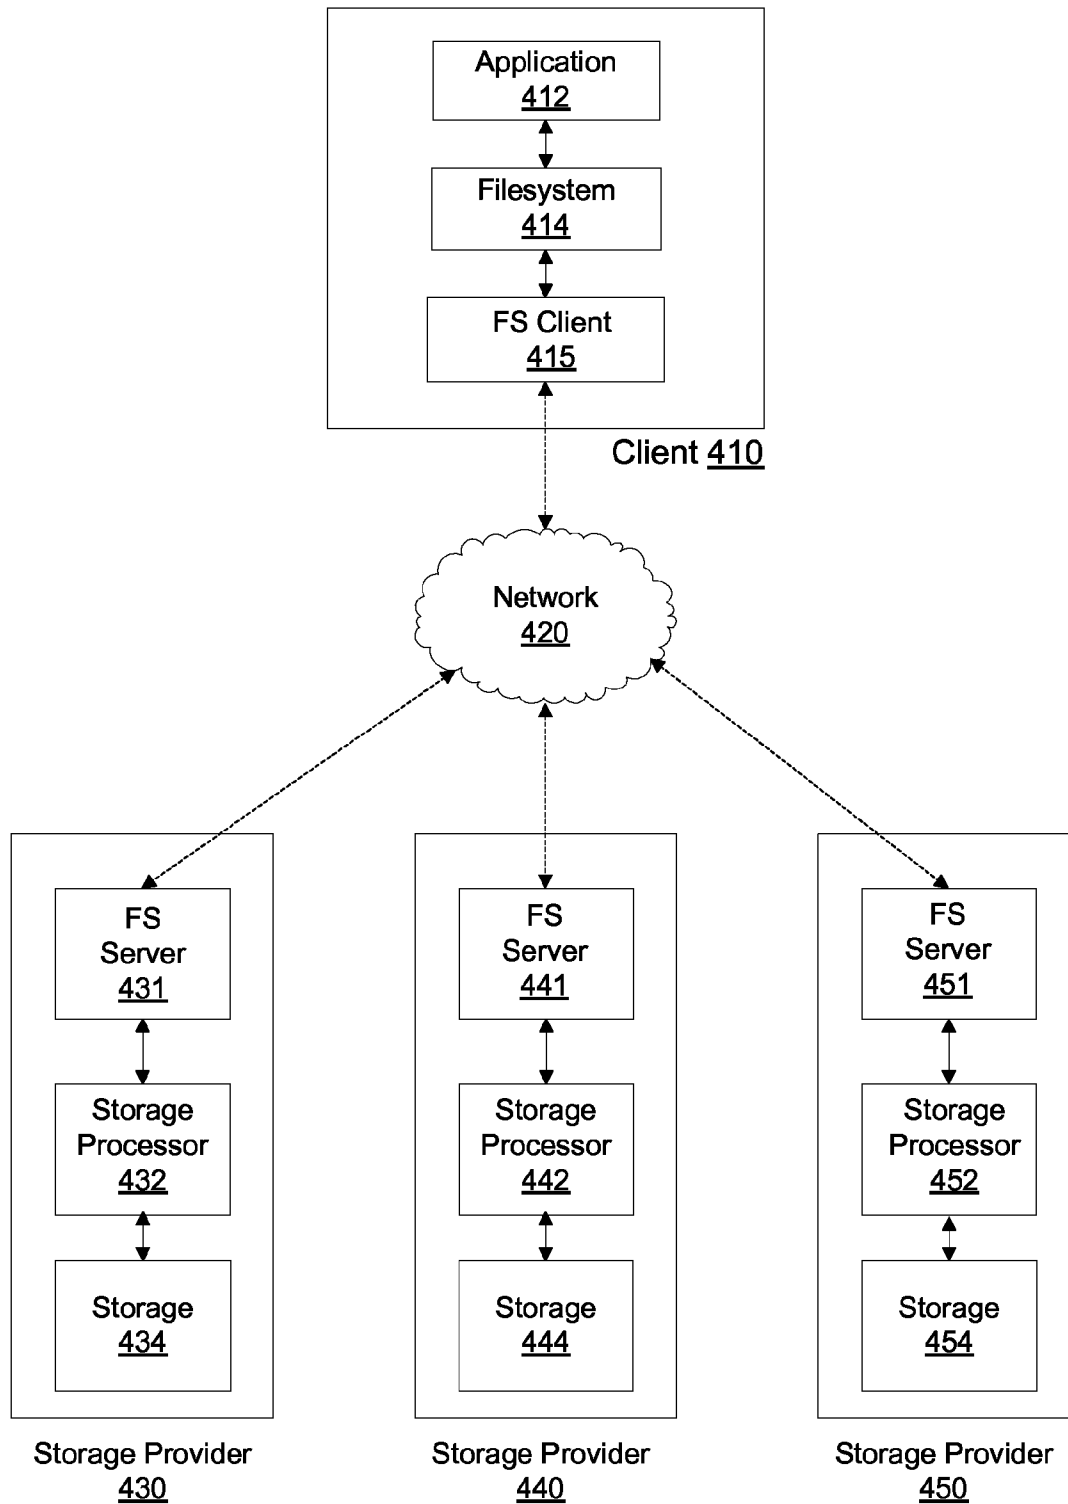 Application
412
Filesystem
414
FS Client
415
Client 410
Network
420
FS
Server
431
Storage
Processor
432
Storage
434
Storage Provider
430
FS
Server
441
Storage
Processor
442
Storage
444
Storage Provider
440
FS
Server
451
Storage
Processor
452
Storage
454
Storage Provider
450